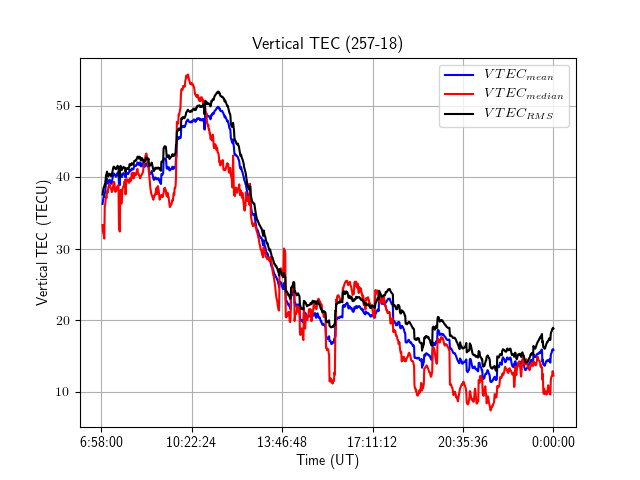 Vertical TEC (257-18)
VTEC_mean
VTEC_median
VTEC_RMS
50
40
30
20
10
Vertical TEC (TECU)
6:58:00 10:22:24 13:46:48 17:11:12 20:35:36 0:00:00
Time (UT)